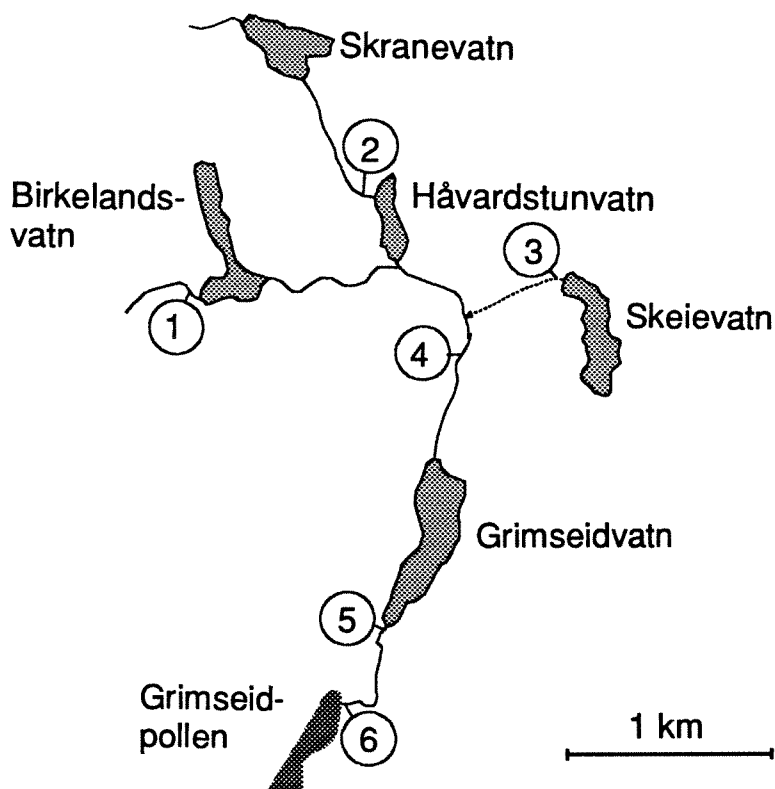 Skranevatn
2
Birkelands-
vatn
Håvardstunvatn
3
1
Skeievatn
4
Grimseidvatn
5
Grimseid-
pollen
6
1 km